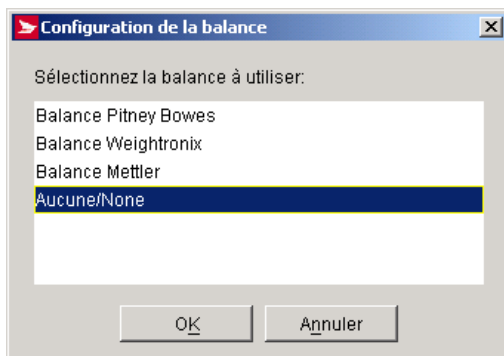 Configuration de la balance
Sélectionnez la balance à utiliser:
Balance Pitney Bowes
Balance Weightronix
Balance Mettler
Aucune/None
OK Annuler